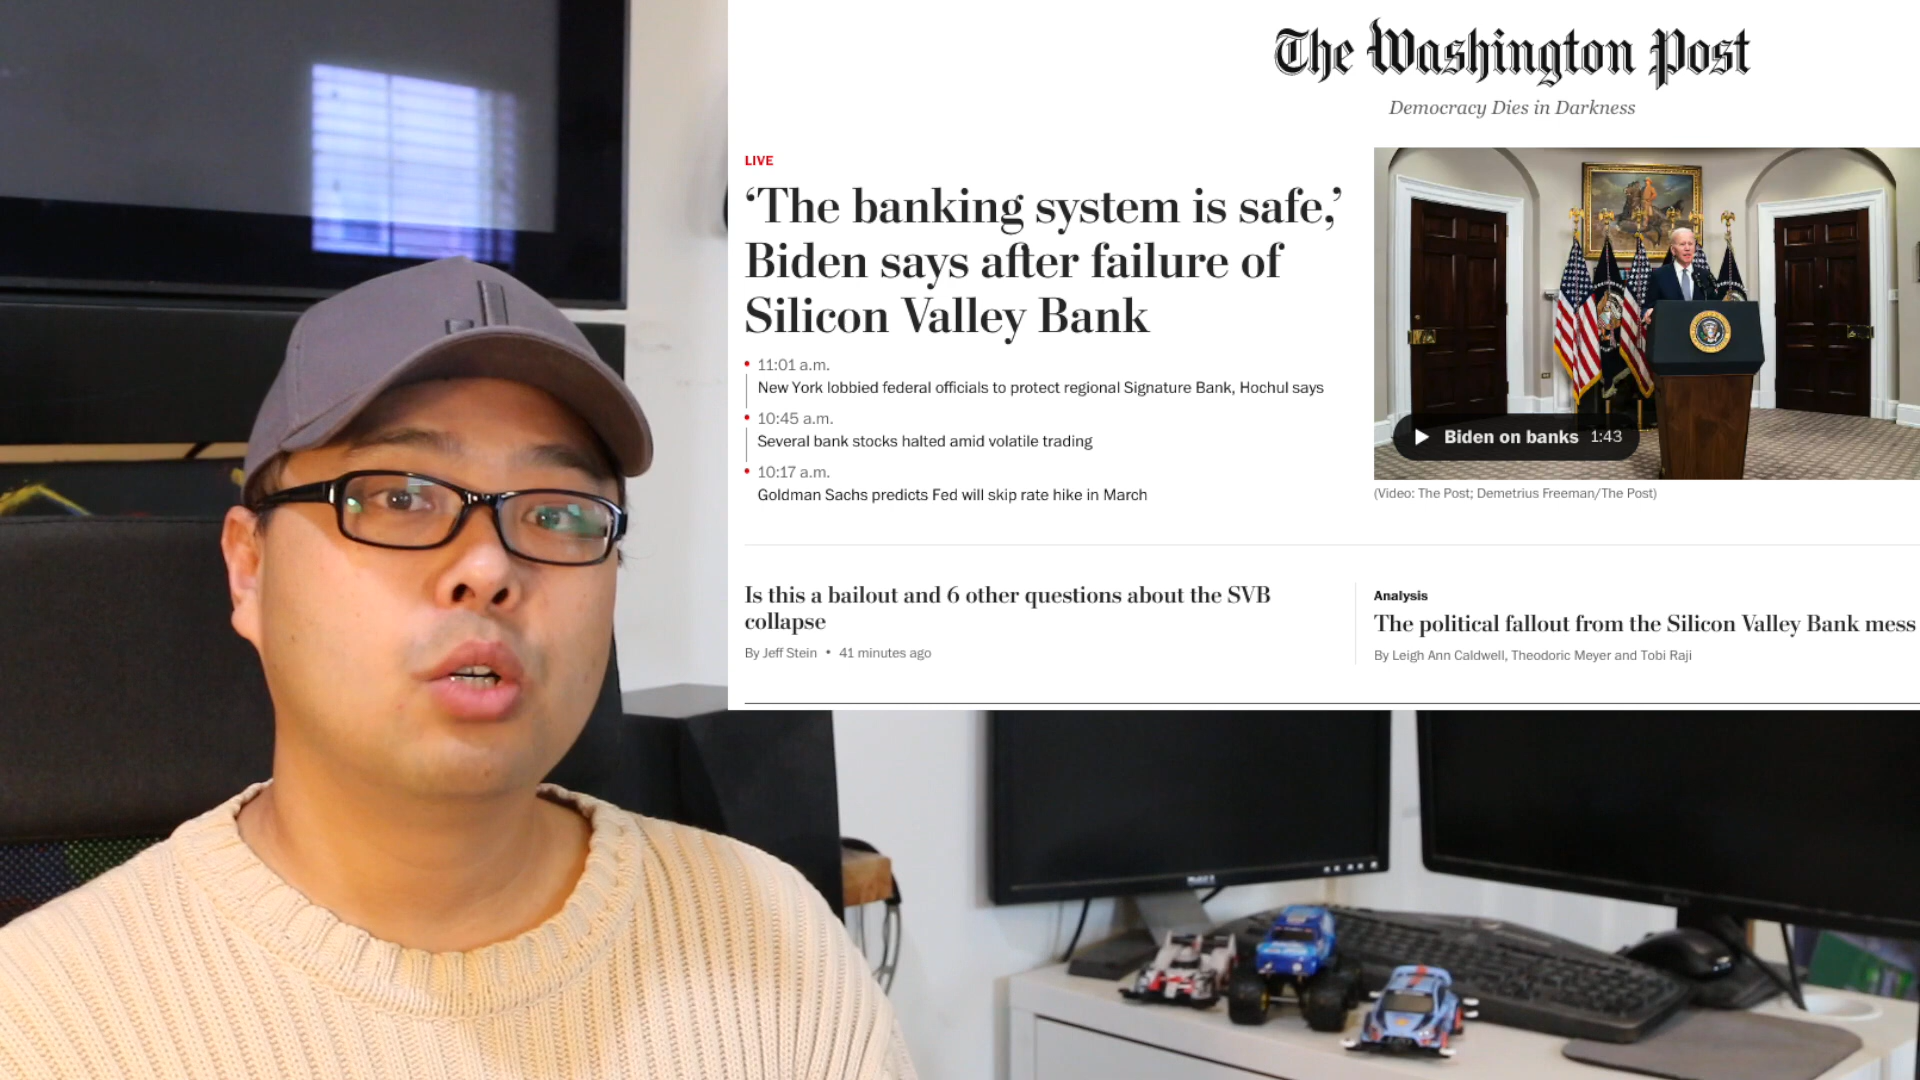 The Washington Post
Democracy Dies in Darkness
LIVE
‘The banking system is safe,’
Biden says after failure of
Silicon Valley Bank
11:01 a.m.
New York lobbied federal officials to protect regional Signature Bank, Hochul says
10:45 a.m.
Several bank stocks halted amid volatile trading
10:17 a.m.
Goldman Sachs predicts Fed will skip rate hike in March
Biden on banks 1:43
(Video: The Post; Demetrius Freeman/The Post)
Is this a bailout and 6 other questions about the SVB
collapse
By Jeff Stein • 41 minutes ago
Analysis
The political fallout from the Silicon Valley Bank mess
By Leigh Ann Caldwell, Theodoric Meyer and Tobi Raji